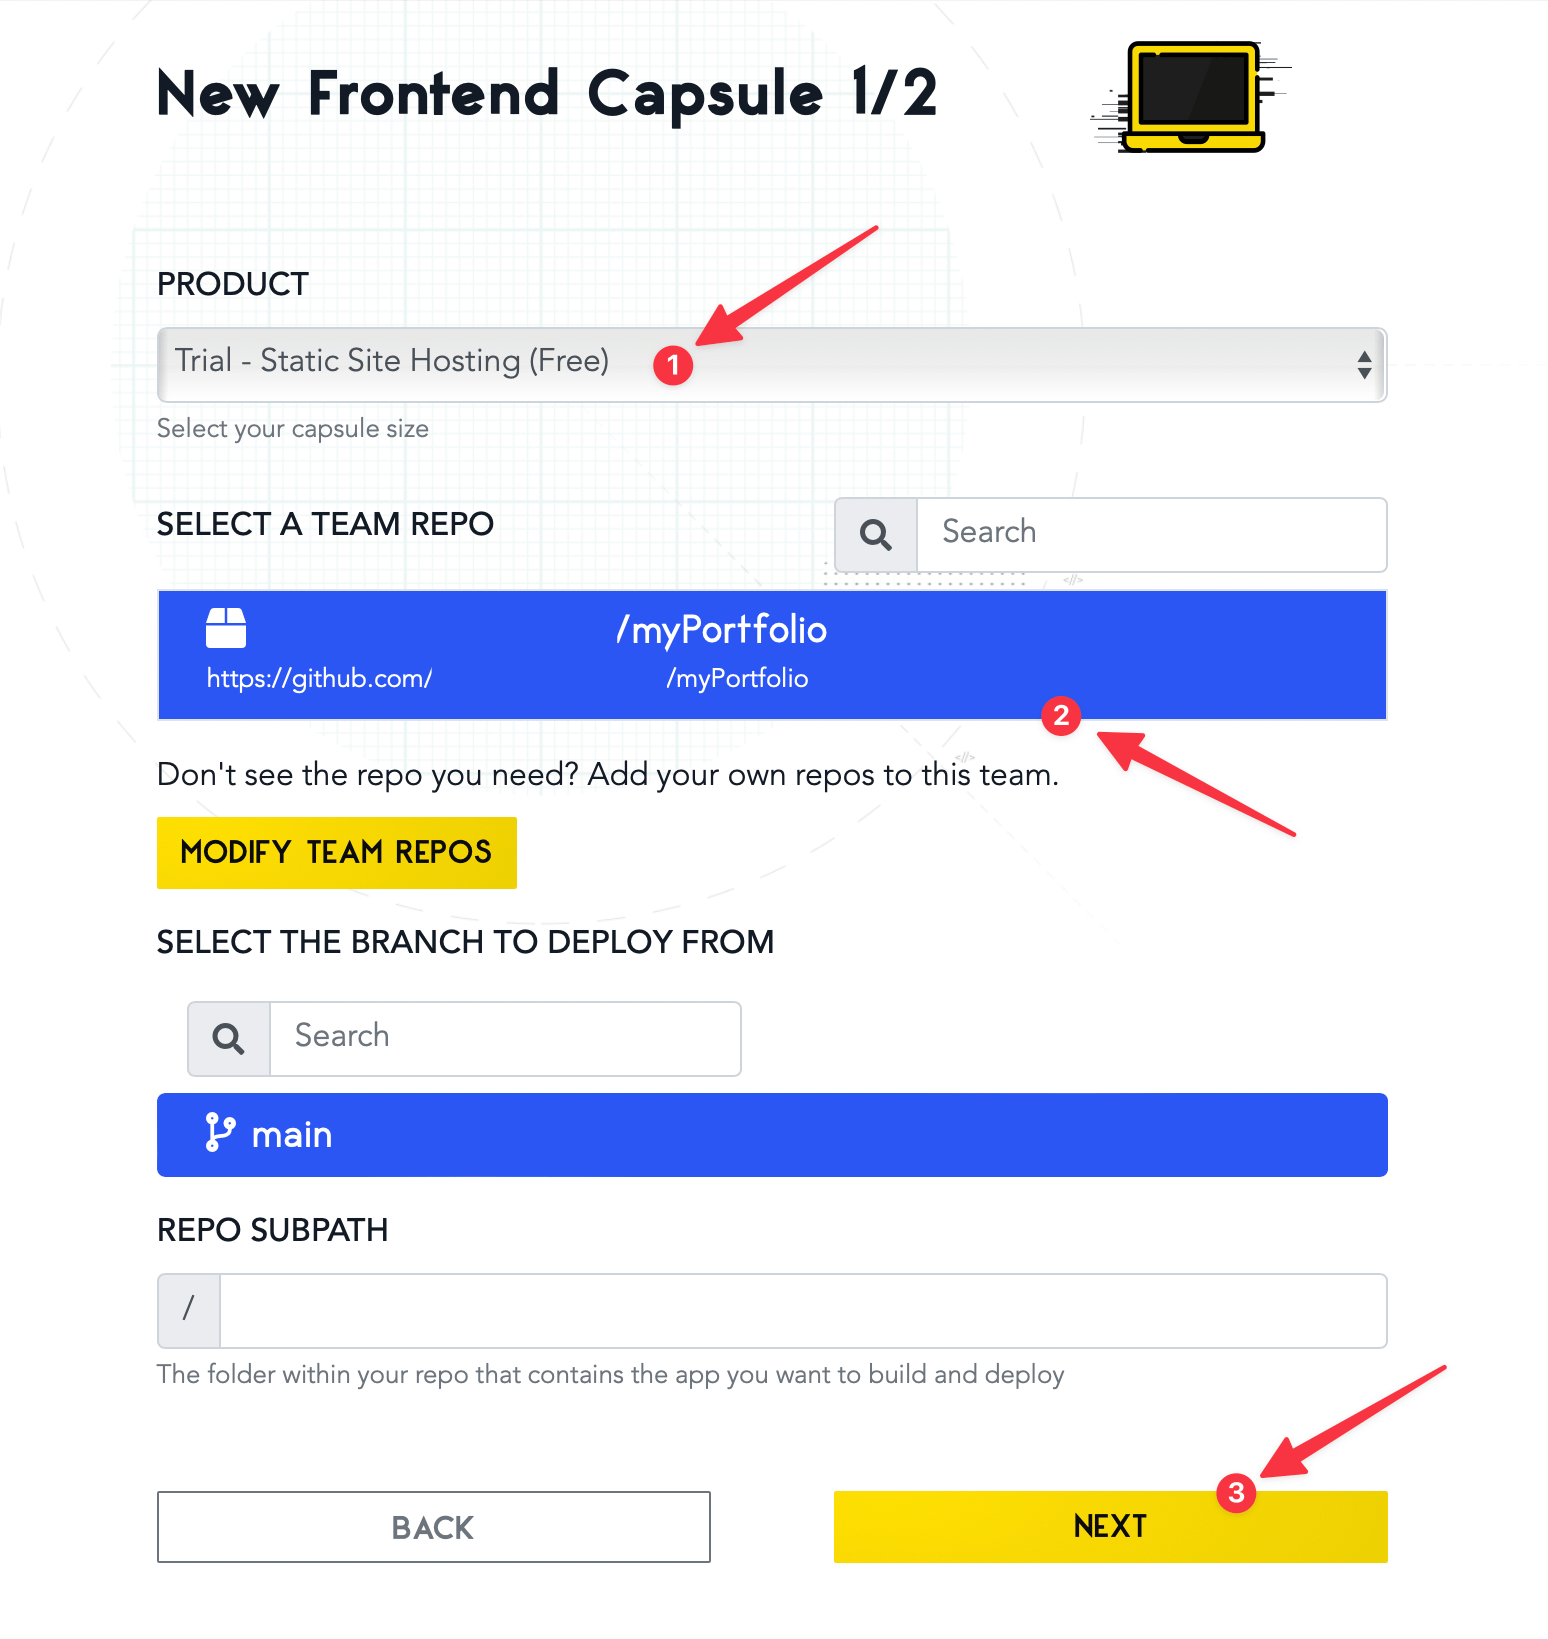 New Frontend Capsule 1/2
PRODUCT
Trial - Static Site Hosting (Free)
1
Select your capsule size
SELECT A TEAM REPO
Search
/myPortfolio
https://github.com/ /myPortfolio
2
Don't see the repo you need? Add your own repos to this team.
MODIFY TEAM REPOS
SELECT THE BRANCH TO DEPLOY FROM
Search
main
REPO SUBPATH
/
The folder within your repo that contains the app you want to build and deploy
3
BACK
NEXT